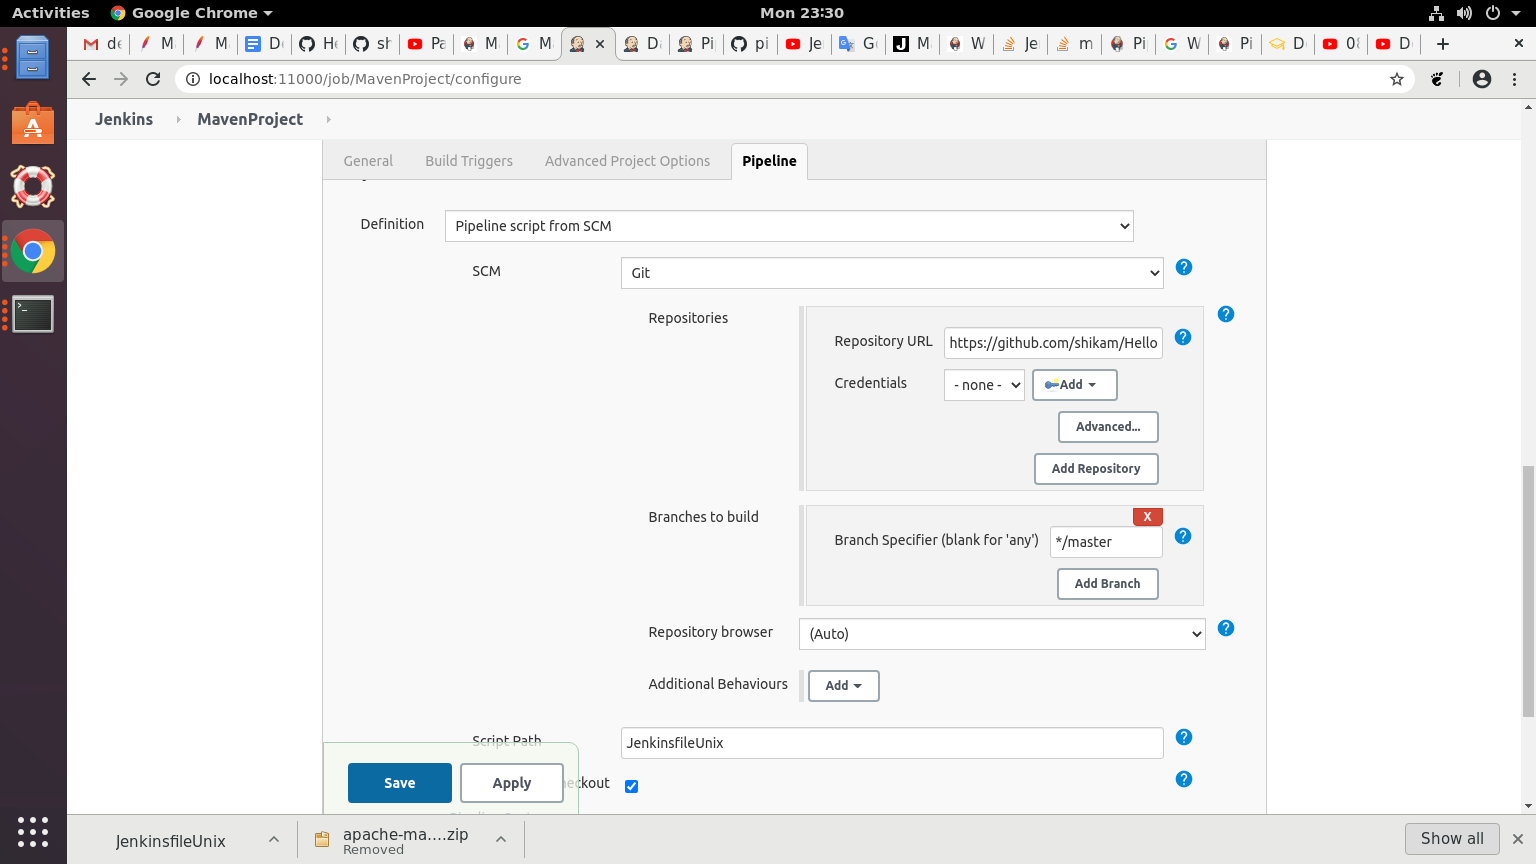 Activities Google Chrome Mon 23:30
de M M D He sh Pa M G M Da Pi pi Je Go J M W Je m Pi W Pi D 08 D
localhost:11000/job/MavenProject/configure
Jenkins MavenProject
General Build Triggers Advanced Project Options Pipeline
Definition Pipeline script from SCM
SCM Git
Repositories
Repository URL https://github.com/shikam/Hello
Credentials - none - Add
Advanced...
Add Repository
Branches to build
X
Branch Specifier (blank for 'any') */master
Add Branch
Repository browser (Auto)
Additional Behaviours Add
Script Path JenkinsfileUnix
Save Apply eckout
JenkinsfileUnix apache-ma....zip Show all
Removed